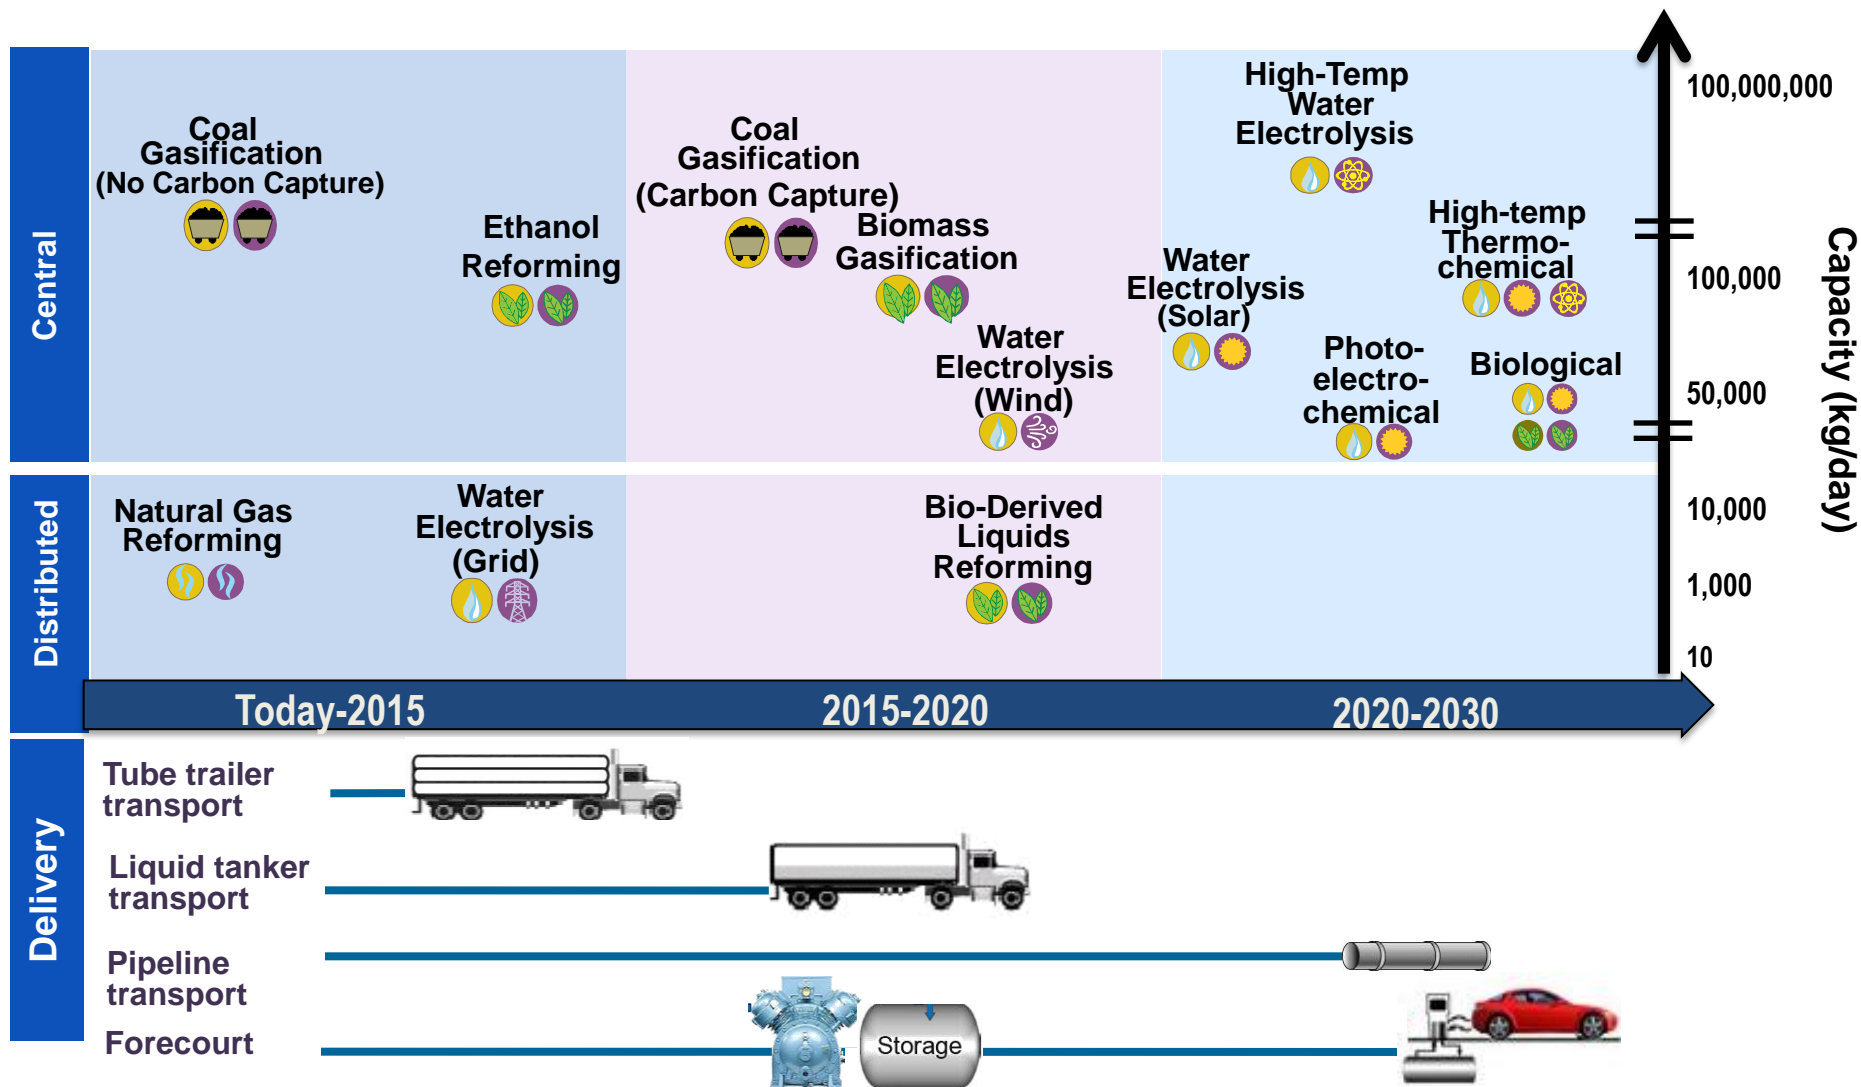 Central
Coal
Gasification
(No Carbon Capture)
Ethanol
Reforming
Coal
Gasification
(Carbon Capture)
Biomass
Gasification
Water
Electrolysis
(Wind)
High-Temp
Water
Electrolysis
Water
Electrolysis
(Solar)
High-temp
Thermo-
chemical
Photo-
electro-
chemical
Biological
Distributed
Natural Gas
Reforming
Water
Electrolysis
(Grid)
Bio-Derived
Liquids
Reforming
100,000,000
100,000
50,000
10,000
1,000
10
Capacity (kg/day)
Today-2015
2015-2020
2020-2030
Delivery
Tube trailer
transport
Liquid tanker
transport
Pipeline
transport
Forecourt
Storage